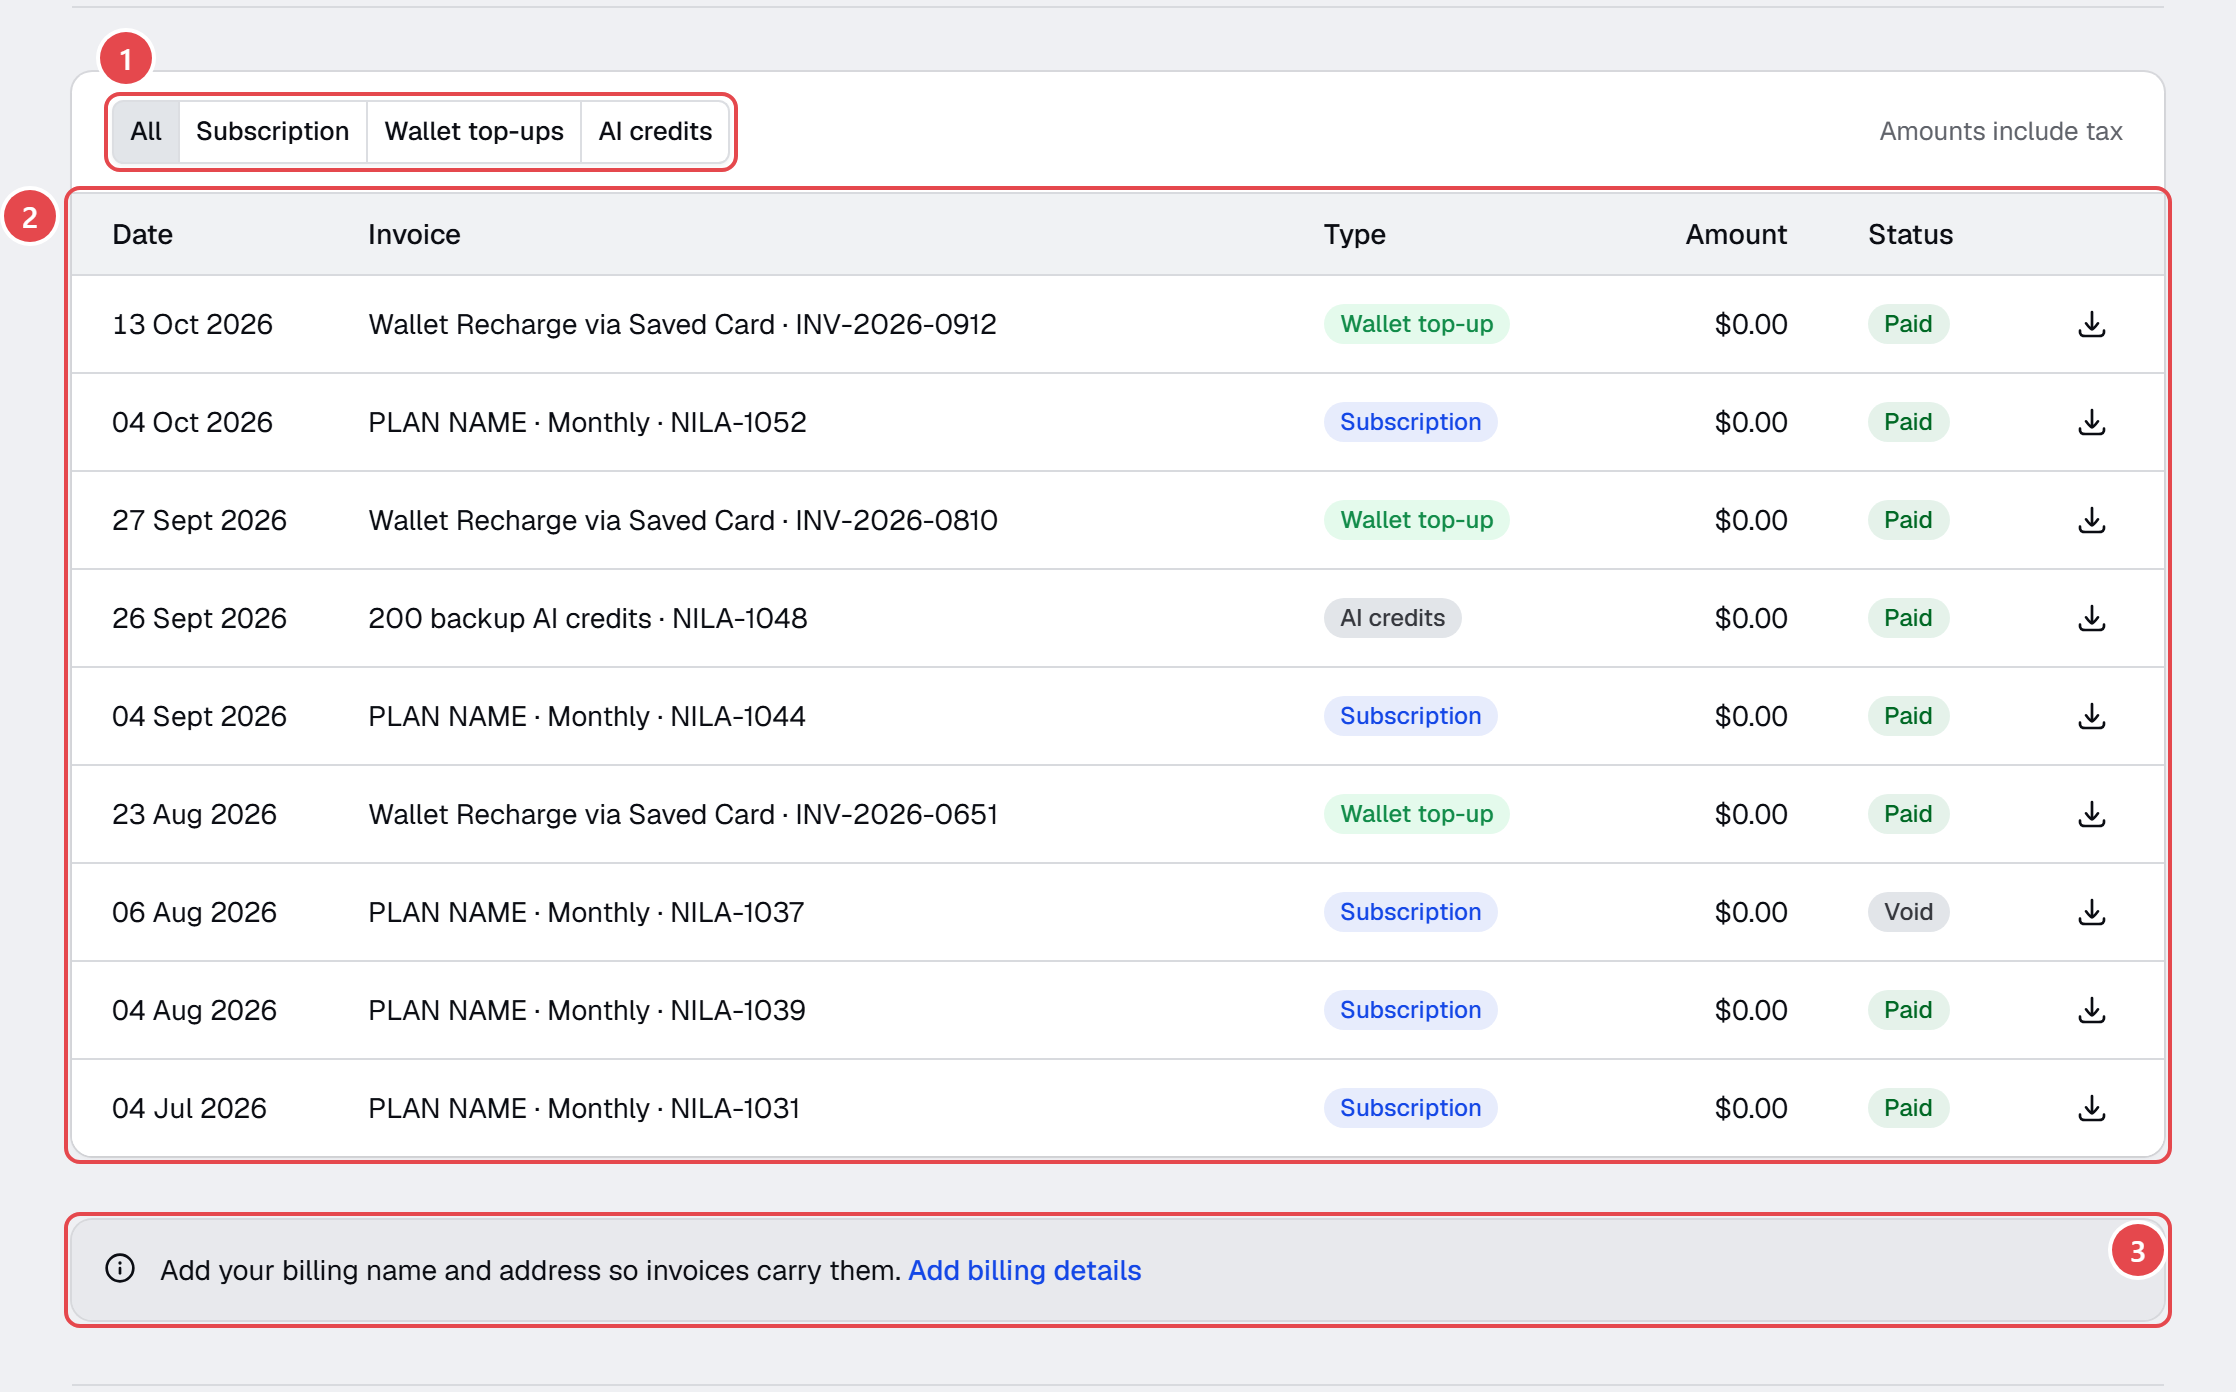 1
All Subscription Wallet top-ups AI credits Amounts include tax
2
Date Invoice Type Amount Status
13 Oct 2026 Wallet Recharge via Saved Card · INV-2026-0912 Wallet top-up $0.00 Paid
04 Oct 2026 PLAN NAME · Monthly · NILA-1052 Subscription $0.00 Paid
27 Sept 2026 Wallet Recharge via Saved Card · INV-2026-0810 Wallet top-up $0.00 Paid
26 Sept 2026 200 backup AI credits · NILA-1048 AI credits $0.00 Paid
04 Sept 2026 PLAN NAME · Monthly · NILA-1044 Subscription $0.00 Paid
23 Aug 2026 Wallet Recharge via Saved Card · INV-2026-0651 Wallet top-up $0.00 Paid
06 Aug 2026 PLAN NAME · Monthly · NILA-1037 Subscription $0.00 Void
04 Aug 2026 PLAN NAME · Monthly · NILA-1039 Subscription $0.00 Paid
04 Jul 2026 PLAN NAME · Monthly · NILA-1031 Subscription $0.00 Paid
3
Add your billing name and address so invoices carry them. Add billing details